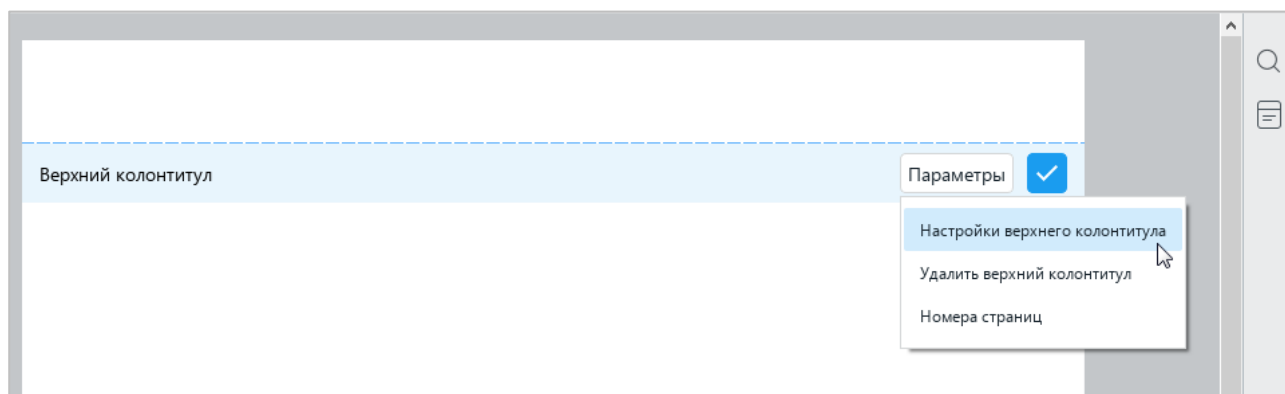 Верхний колонтитул
Параметры
Настройки верхнего колонтитула
Удалить верхний колонтитул
Номера страниц